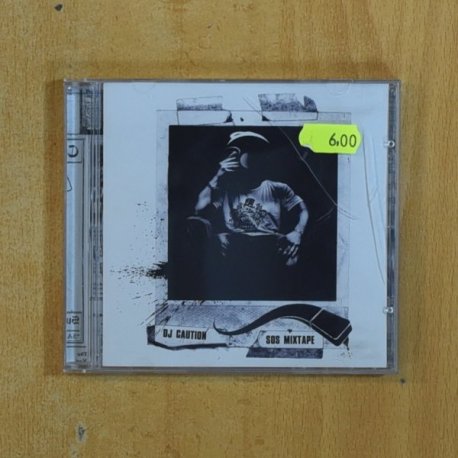 6,00
DJ CAUTION
SOS MIXTAPE